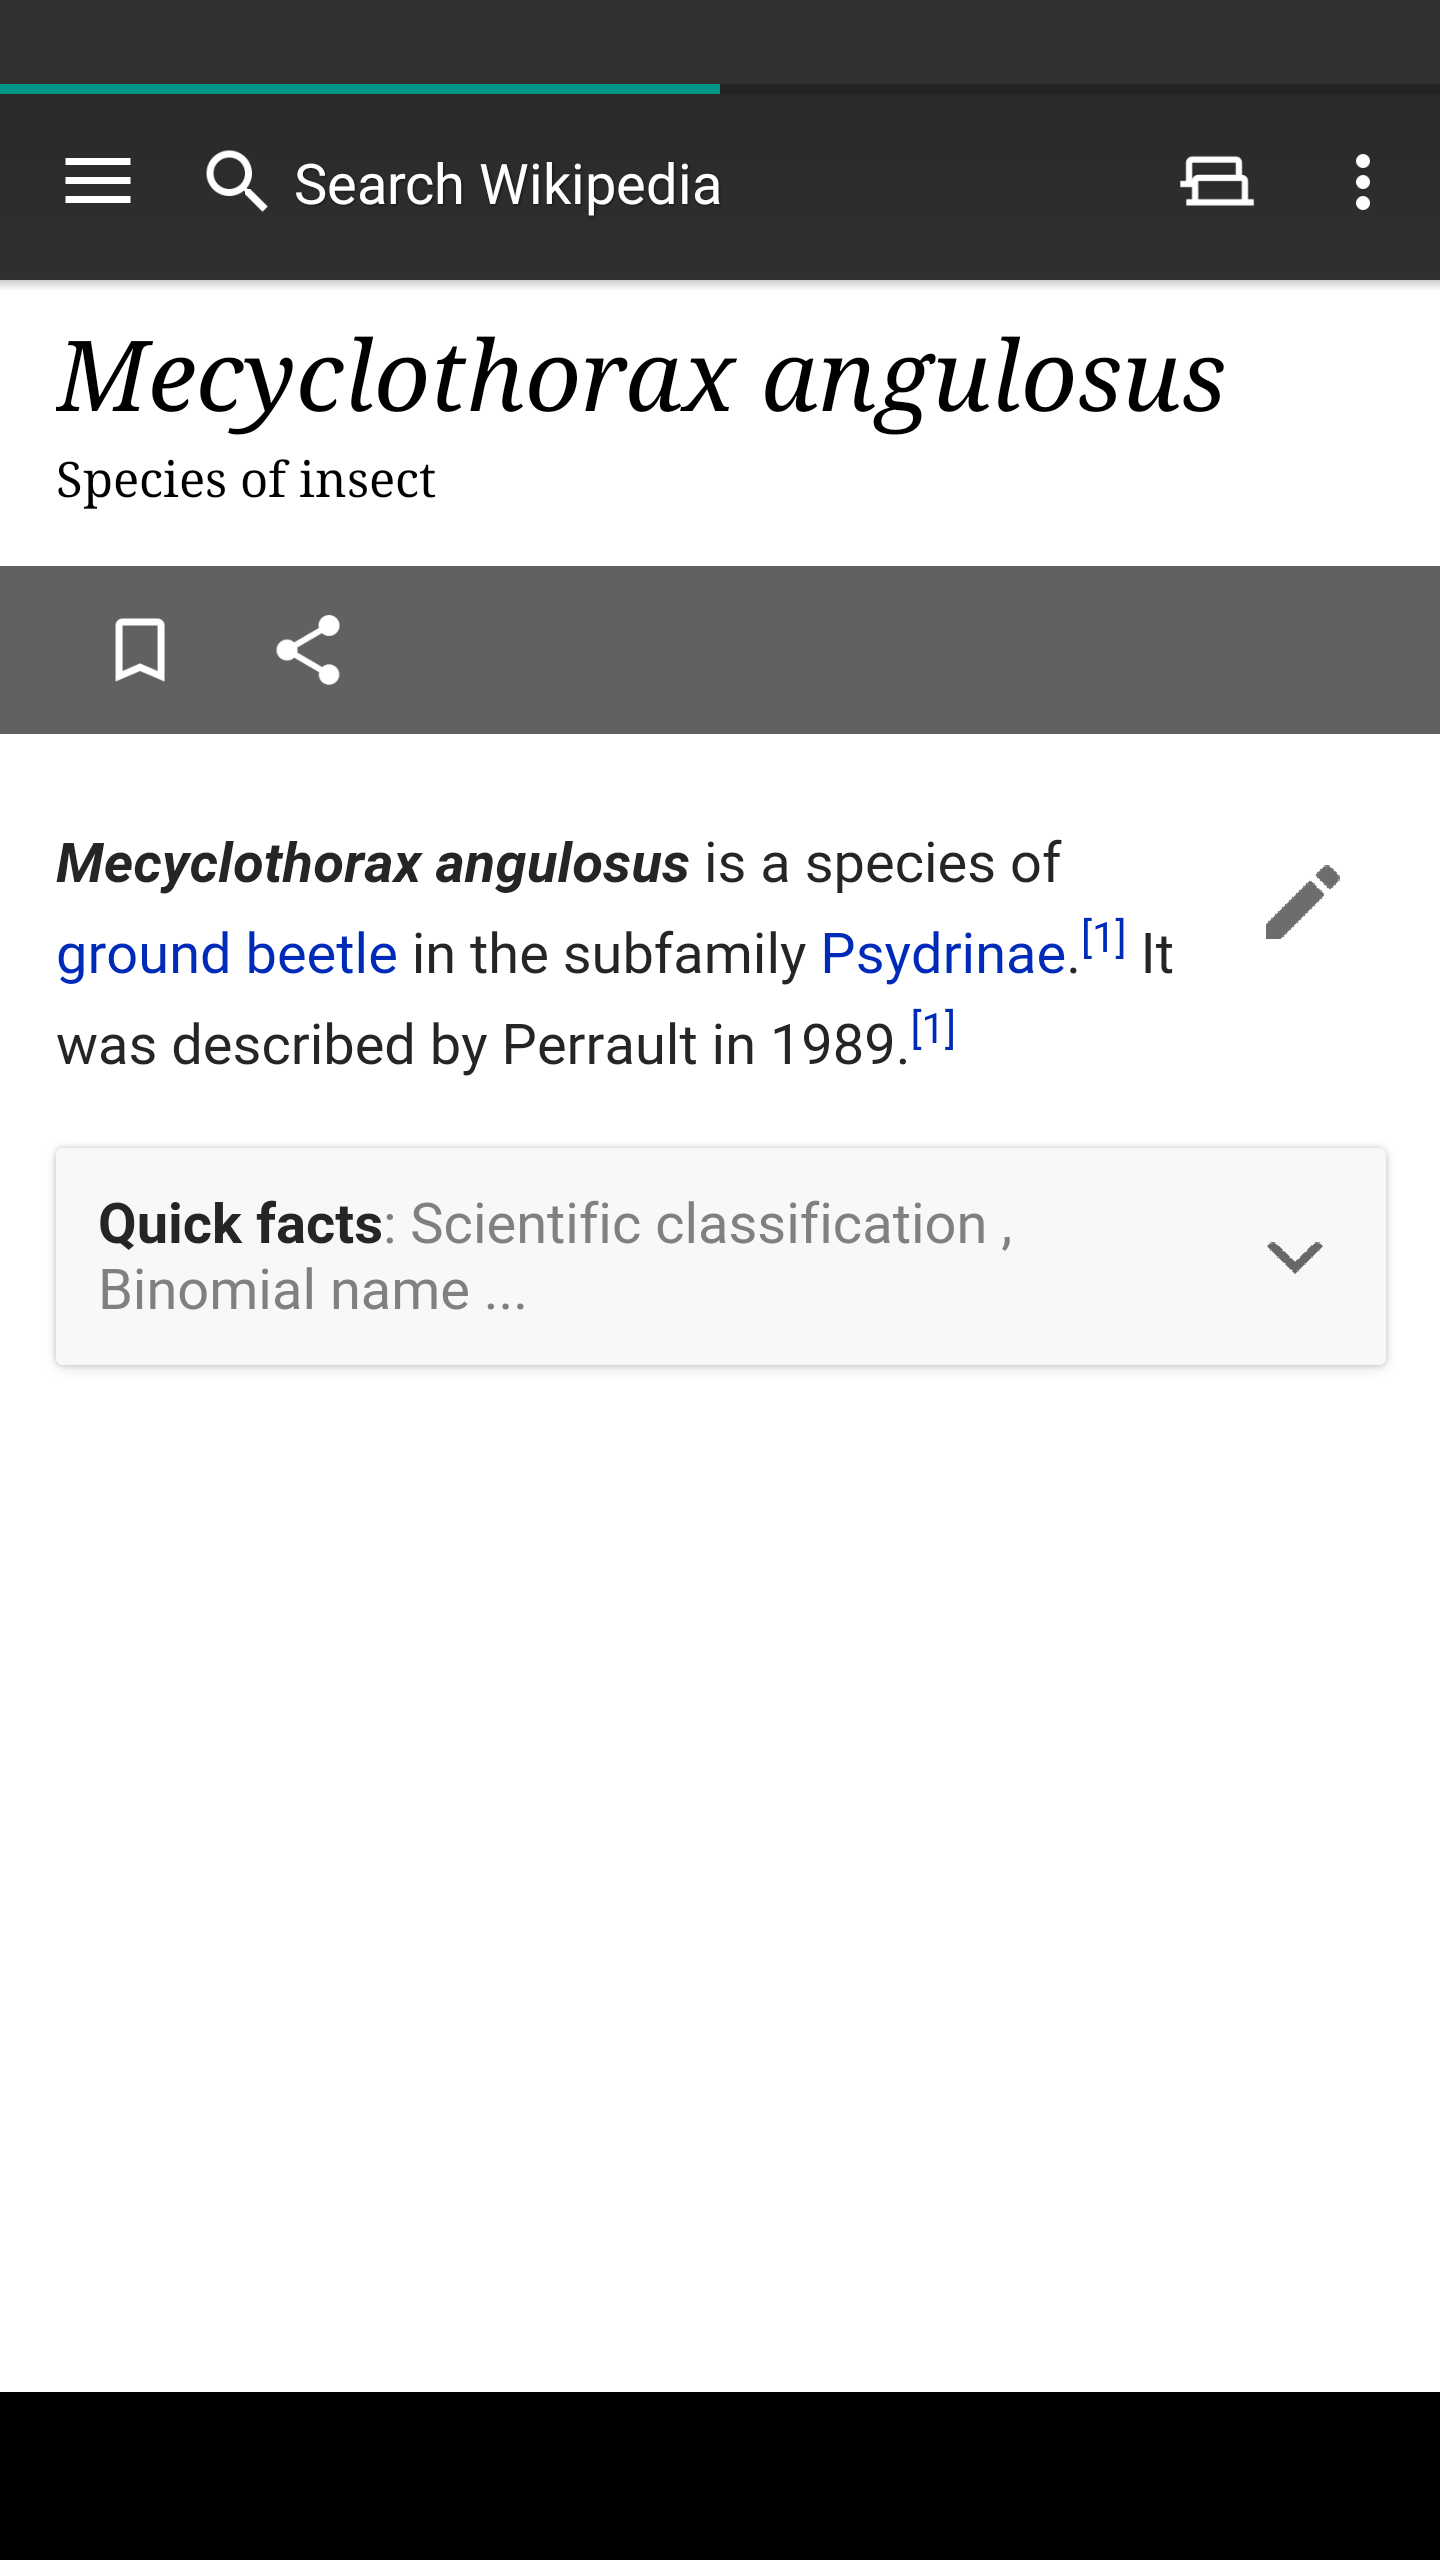 Search Wikipedia
Mecyclothorax angulosus
Species of insect
Mecyclothorax angulosus is a species of
ground beetle in the subfamily Psydrinae.[1] It
was described by Perrault in 1989.[1]
Quick facts: Scientific classification ,
Binomial name ...